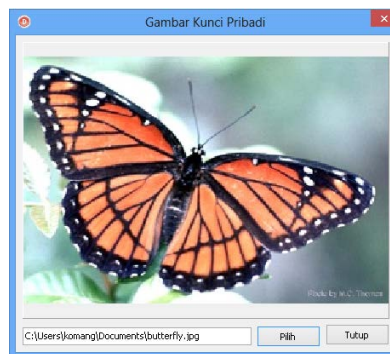 Gambar Kunci Pribadi
Photo by M.C. Thomas
C:\Users\komang\Documents\butterfly.jpg
Pilih
Tutup